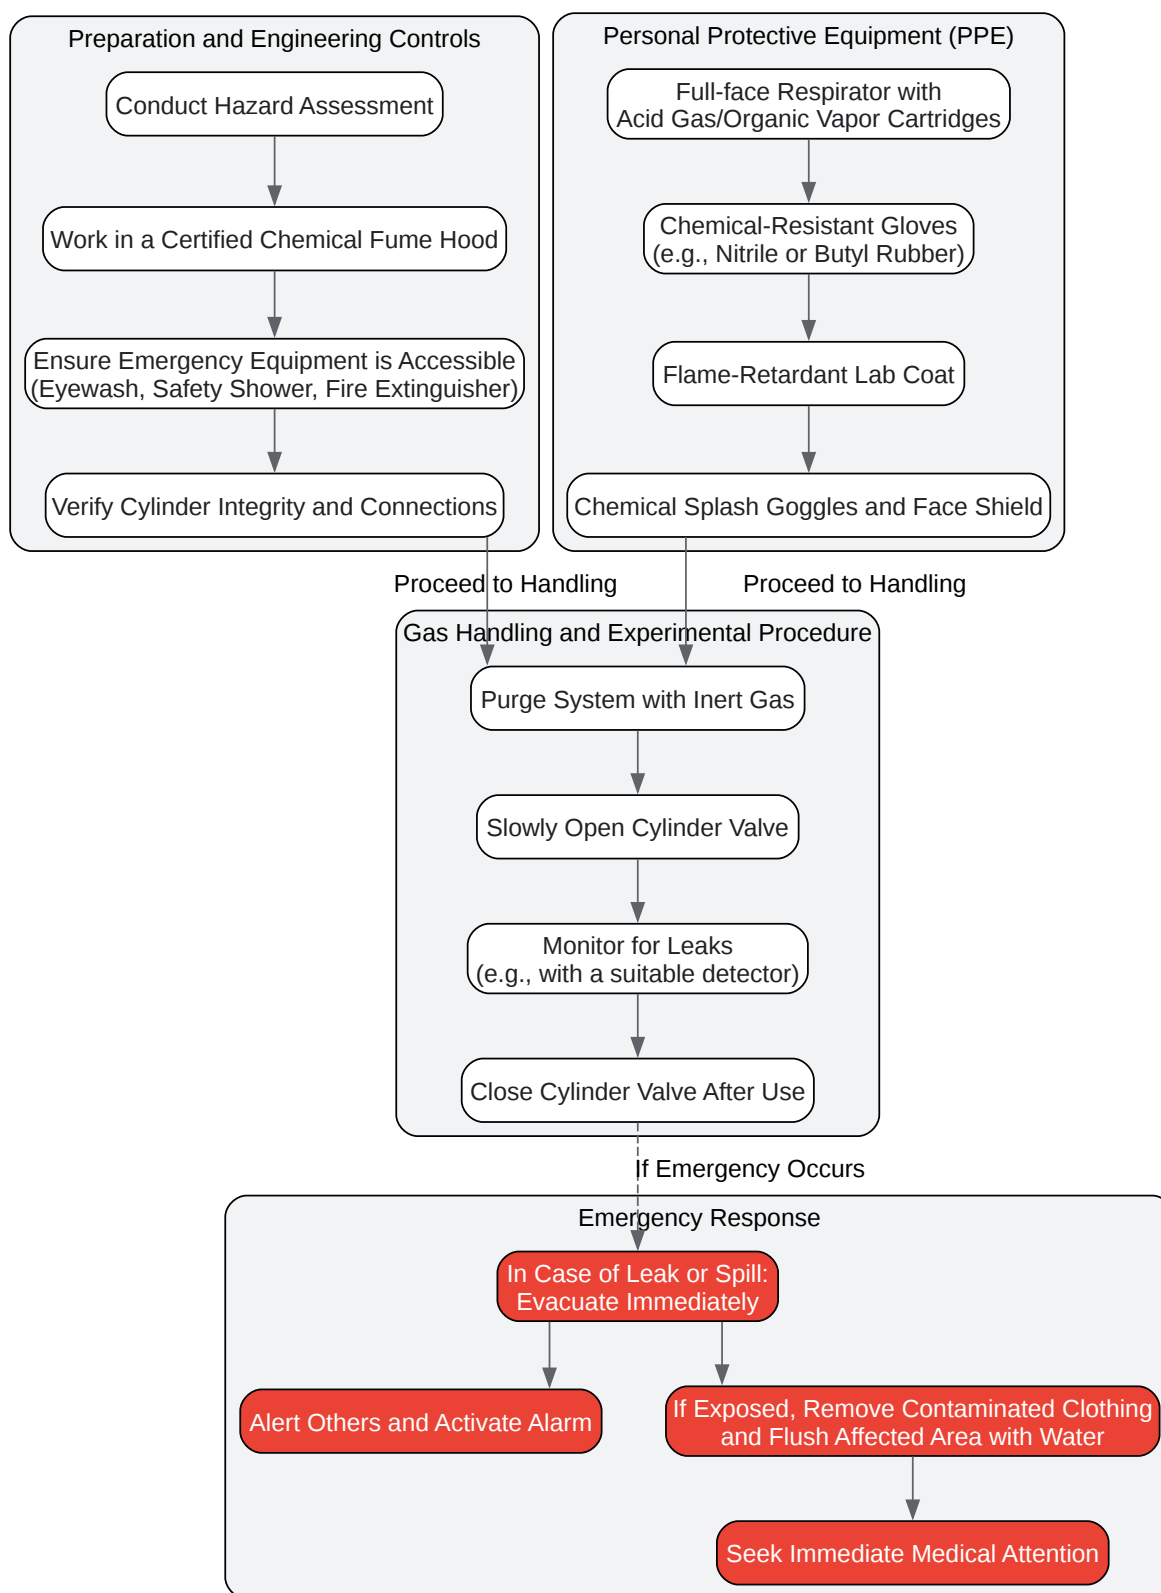 Preparation and Engineering Controls
Conduct Hazard Assessment
Work in a Certified Chemical Fume Hood
Ensure Emergency Equipment is Accessible
(Eyewash, Safety Shower, Fire Extinguisher)
Verify Cylinder Integrity and Connections
Personal Protective Equipment (PPE)
Full-face Respirator with
Acid Gas/Organic Vapor Cartridges
Chemical-Resistant Gloves
(e.g., Nitrile or Butyl Rubber)
Flame-Retardant Lab Coat
Chemical Splash Goggles and Face Shield
Proceed to Handling
Proceed to Handling
Gas Handling and Experimental Procedure
Purge System with Inert Gas
Slowly Open Cylinder Valve
Monitor for Leaks
(e.g., with a suitable detector)
Close Cylinder Valve After Use
If Emergency Occurs
Emergency Response
In Case of Leak or Spill:
Evacuate Immediately
Alert Others and Activate Alarm
If Exposed, Remove Contaminated Clothing
and Flush Affected Area with Water
Seek Immediate Medical Attention